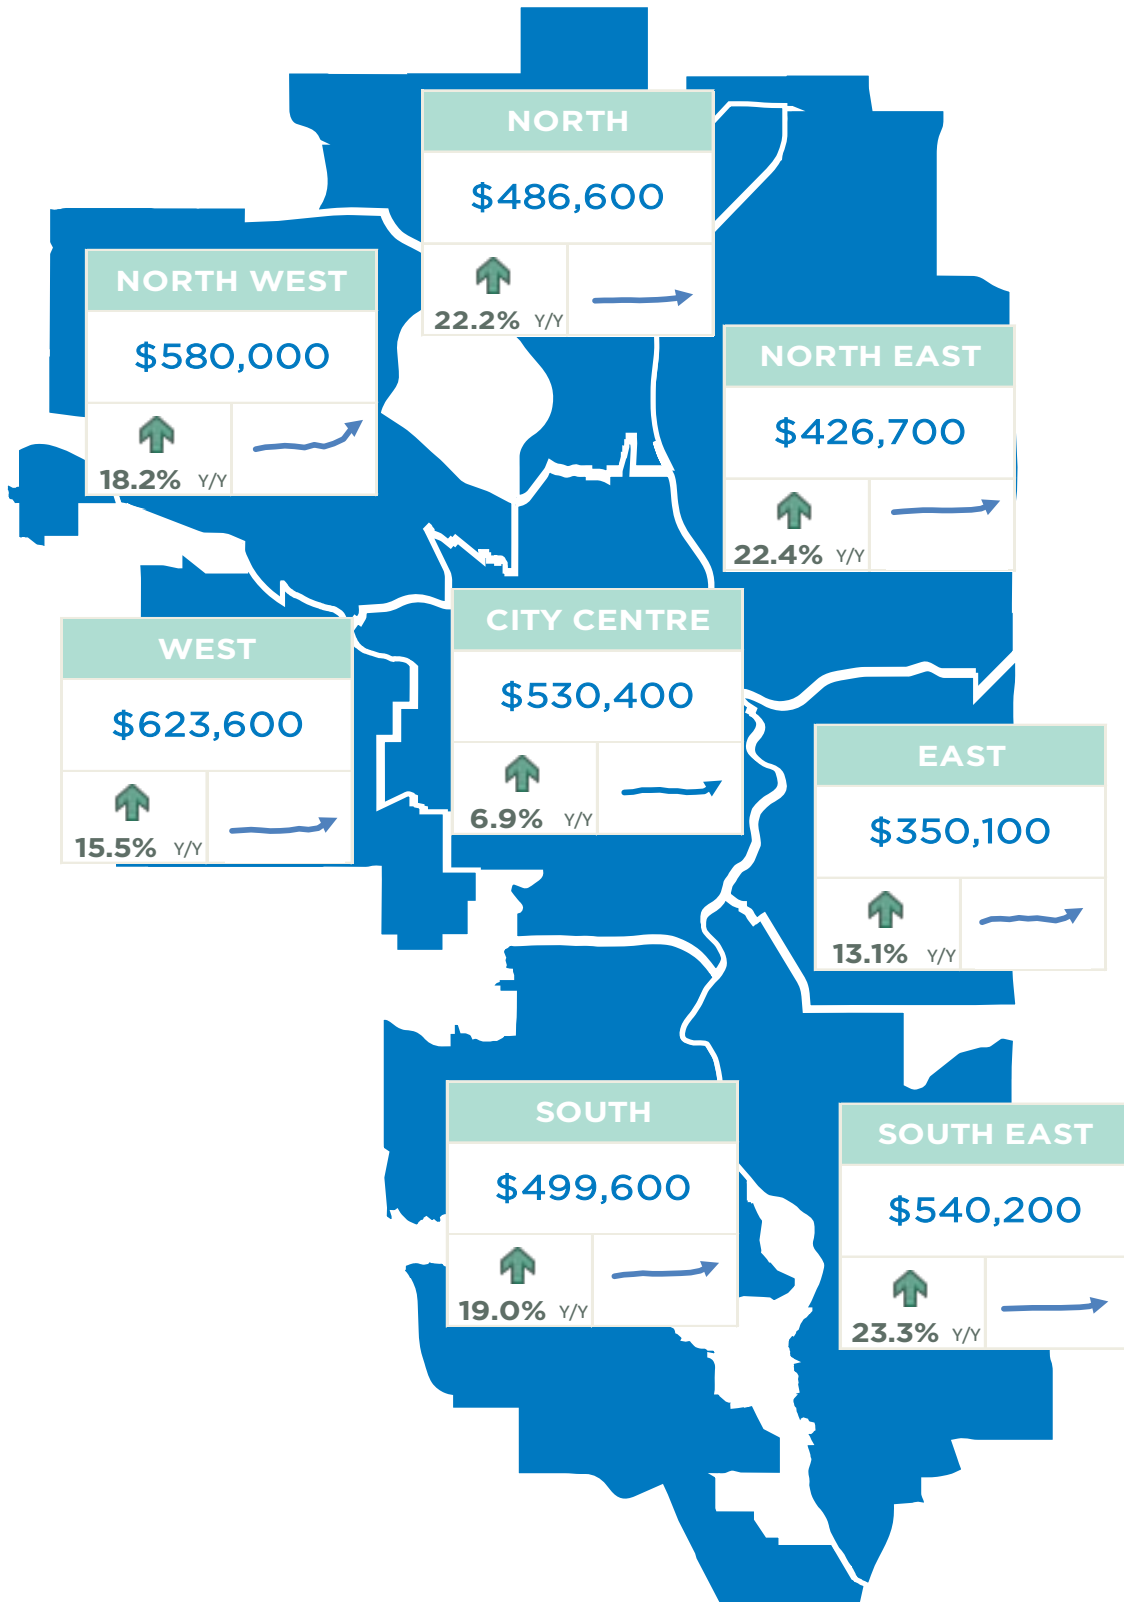 NORTH
$486,600
22.2% Y/Y
NORTH WEST
$580,000
18.2% Y/Y
NORTH EAST
$426,700
22.4% Y/Y
CITY CENTRE
$530,400
6.9% Y/Y
WEST
$623,600
15.5% Y/Y
EAST
$350,100
13.1% Y/Y
SOUTH
$499,600
19.0% Y/Y
SOUTH EAST
$540,200
23.3% Y/Y